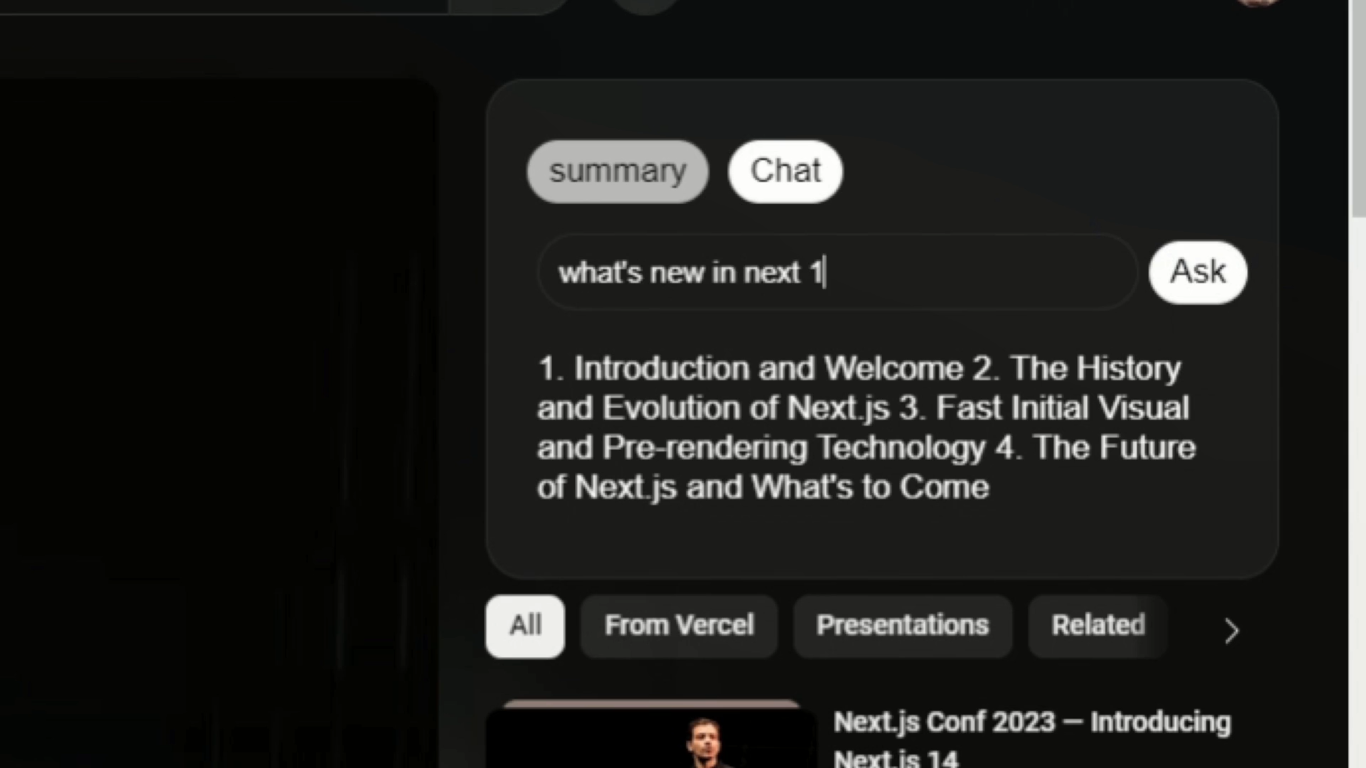 summary Chat
what's new in next 1
Ask
1. Introduction and Welcome 2. The History
and Evolution of Next.js 3. Fast Initial Visual
and Pre-rendering Technology 4. The Future
of Next.js and What's to Come
All From Vercel Presentations Related
Next.js Conf 2023 — Introducing
Next.js 14